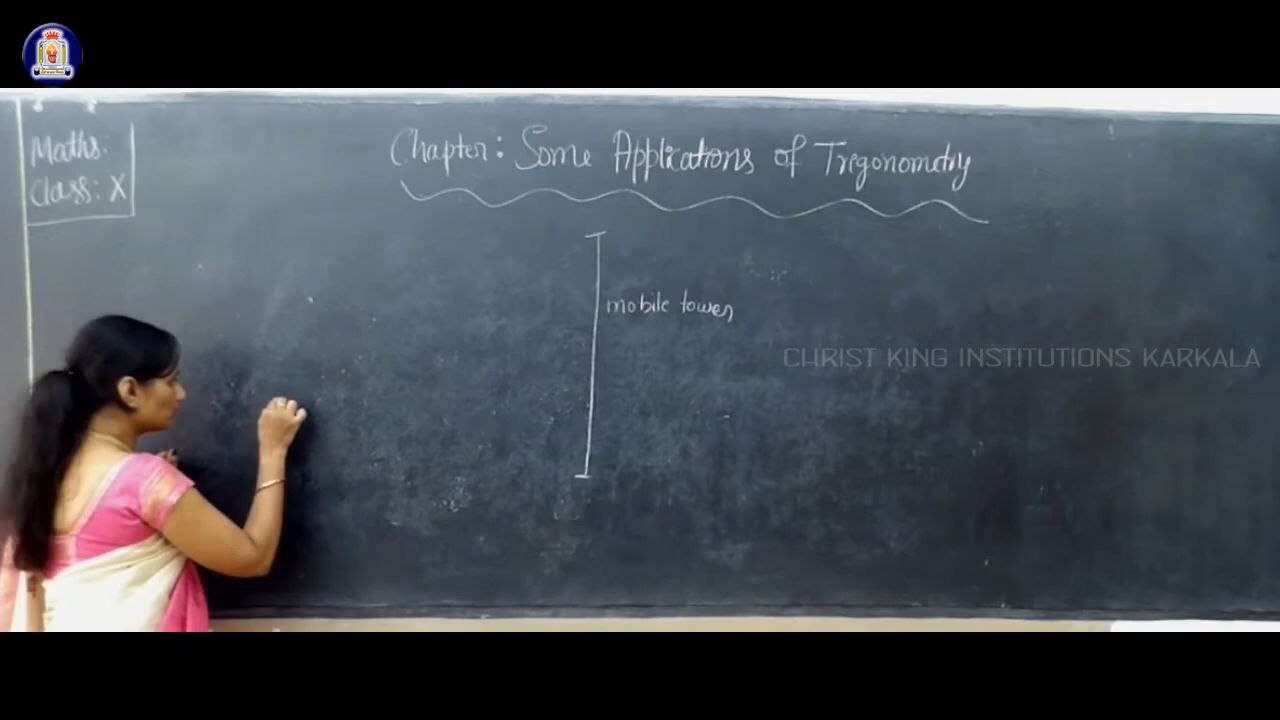 Maths.
Class: X
Chapter: Some Applications of Trigonometry
mobile tower
CHRIST KING INSTITUTIONS KARKALA